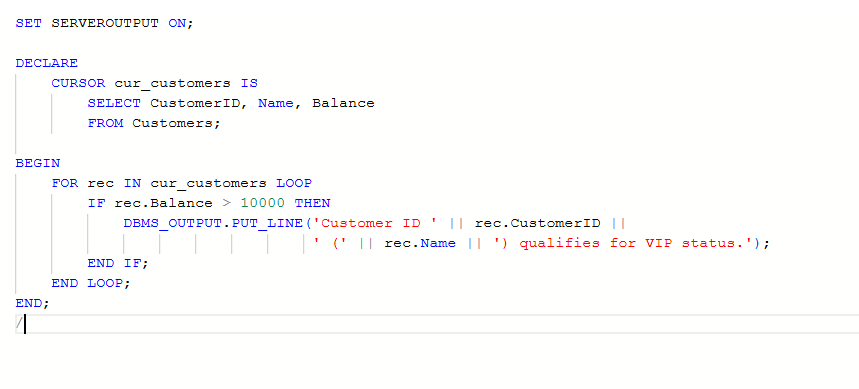 SET SERVEROUTPUT ON;
DECLARE
CURSOR cur_customers IS
SELECT CustomerID, Name, Balance
FROM Customers;
BEGIN
FOR rec IN cur_customers LOOP
IF rec.Balance > 10000 THEN
DBMS_OUTPUT.PUT_LINE('Customer ID ' || rec.CustomerID ||
' (' || rec.Name || ') qualifies for VIP status.');
END IF;
END LOOP;
END;
/